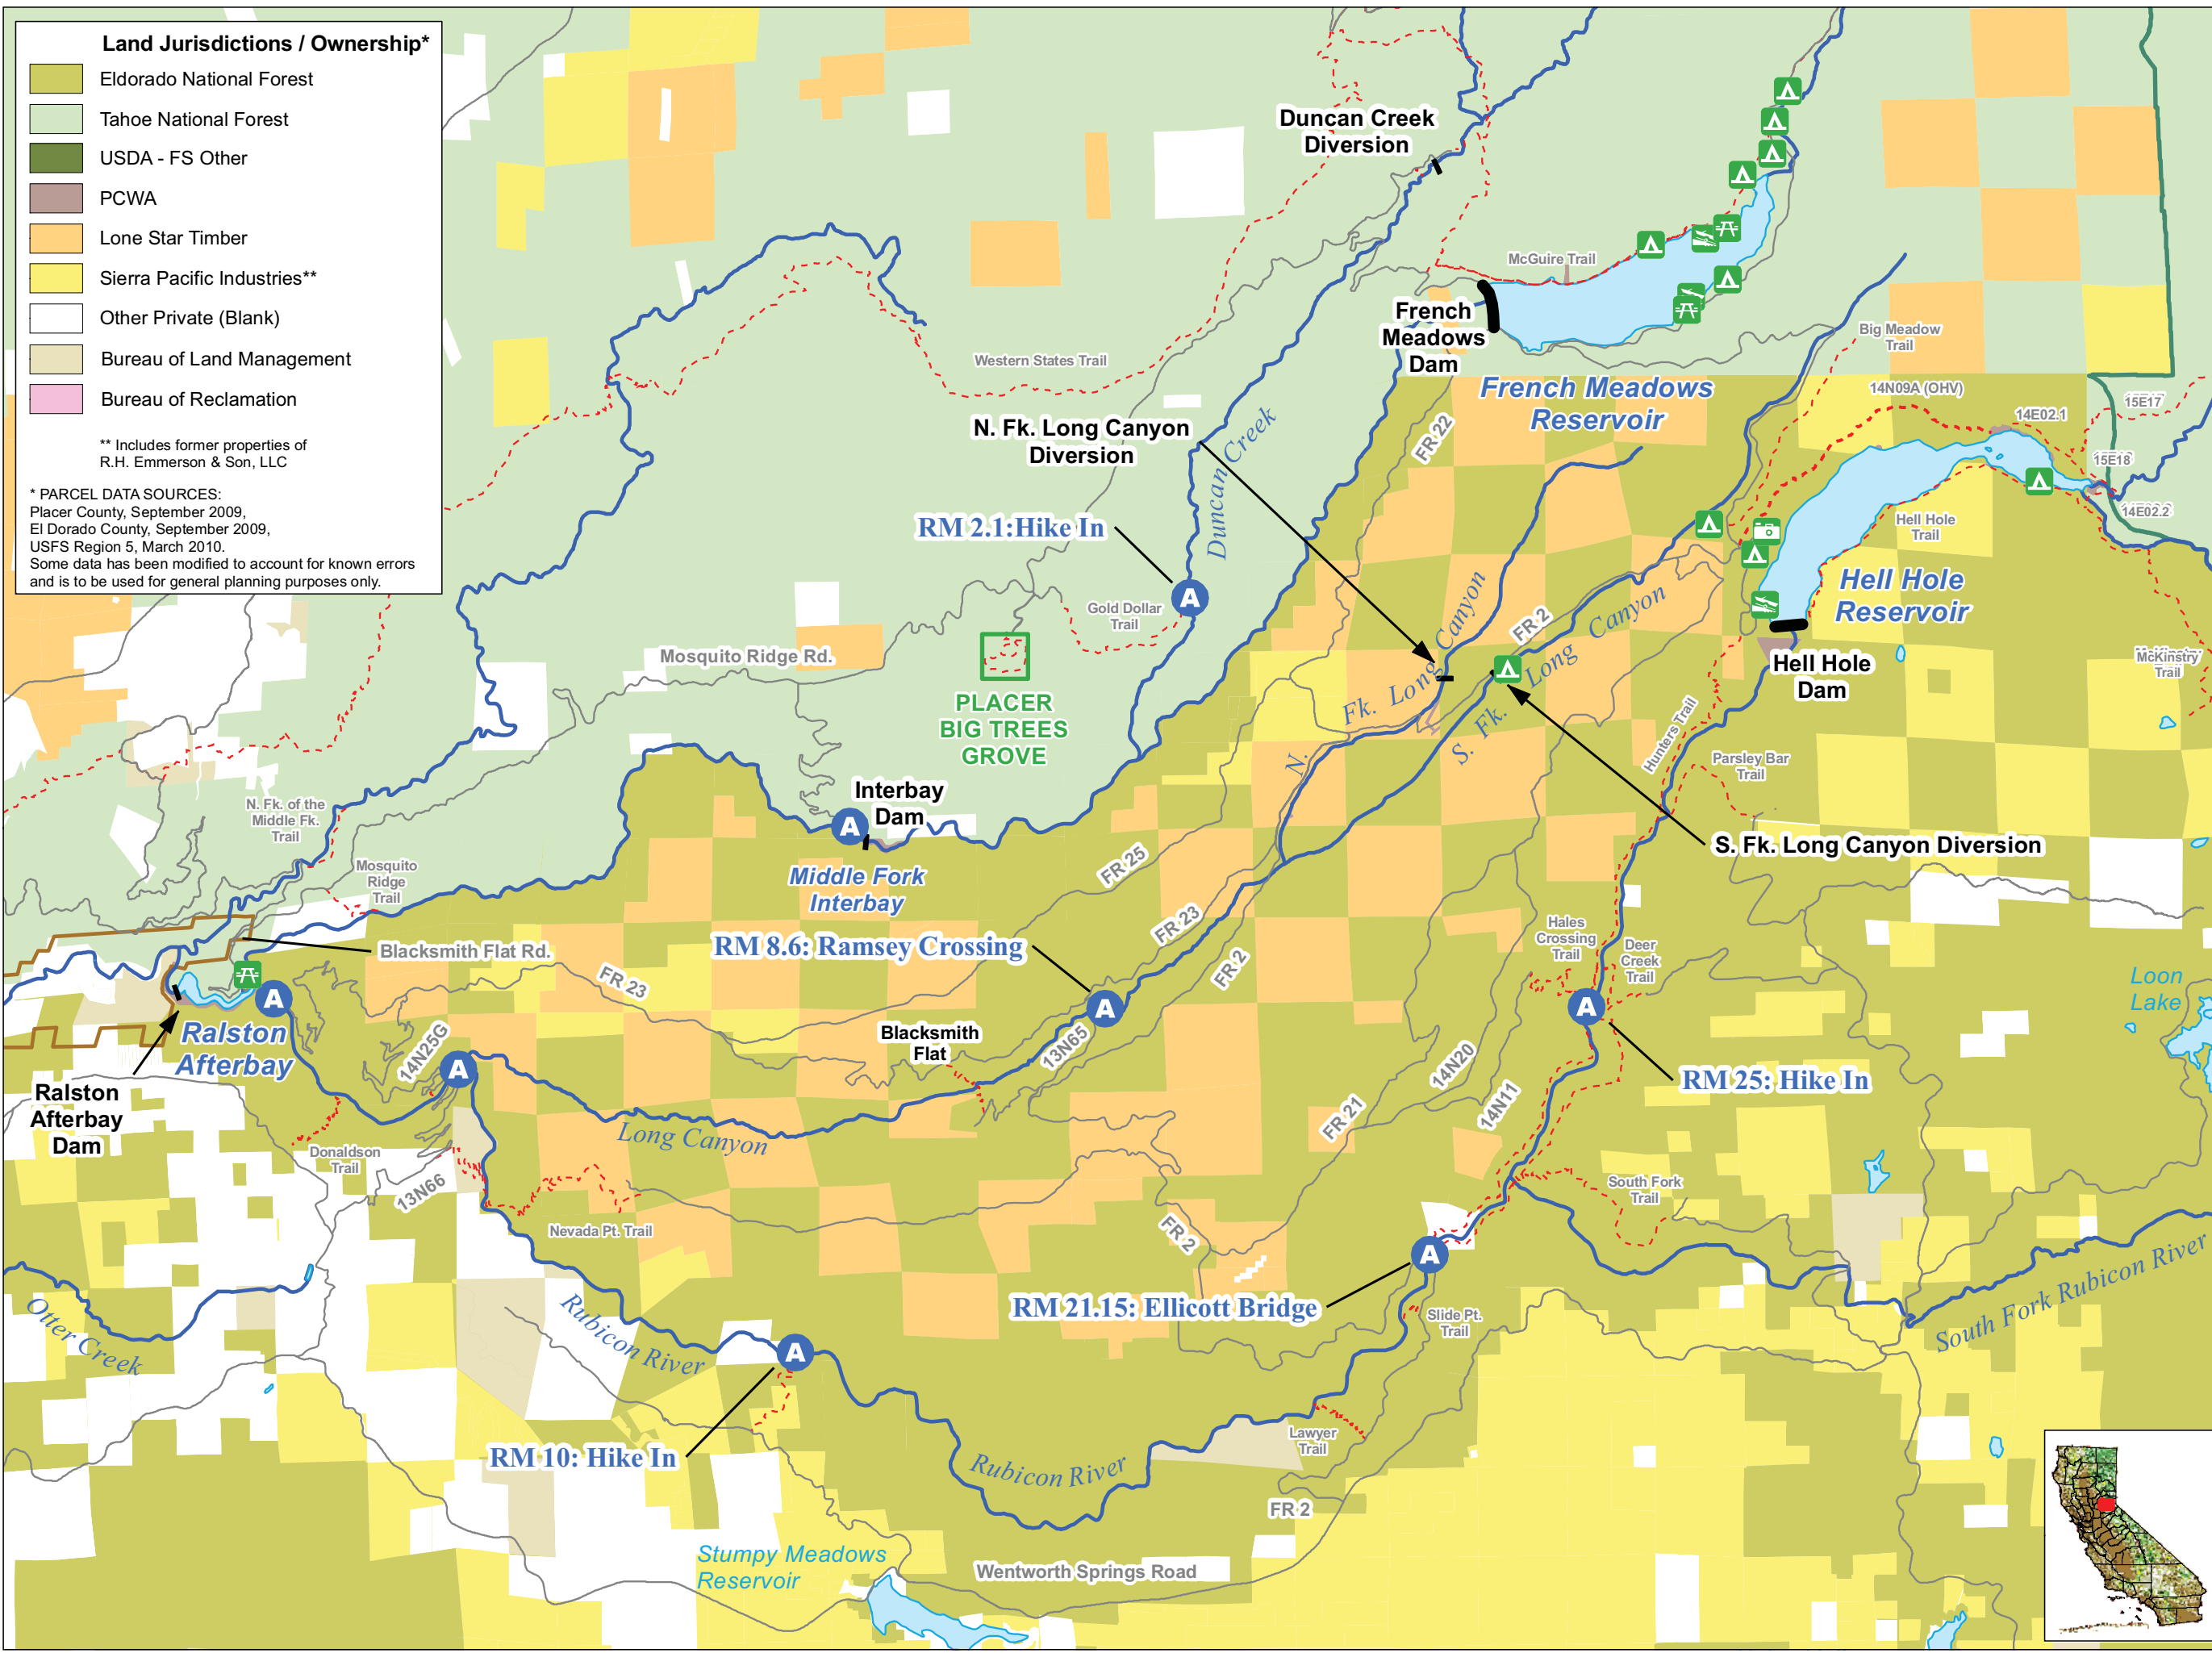 Land Jurisdictions / Ownership*
Eldorado National Forest
Tahoe National Forest
USDA - FS Other
PCWA
Lone Star Timber
Sierra Pacific Industries**
Other Private (Blank)
Bureau of Land Management
Bureau of Reclamation
** Includes former properties of
R.H. Emmerson & Son, LLC
* PARCEL DATA SOURCES:
Placer County, September 2009,
El Dorado County, September 2009,
USFS Region 5, March 2010.
Some data has been modified to account for known errors
and is to be used for general planning purposes only.
Duncan Creek
Diversion
McGuire Trail
French
Meadows
Dam
French Meadows
Reservoir
Big Meadow
Trail
14N09A (OHV)
14E02.1
15E17
15E18
14E02.2
Western States Trail
N. Fk. Long Canyon
Diversion
Duncan Creek
FR 22
RM 2.1:Hike In
A
Hell Hole
Trail
Hell Hole
Reservoir
Gold Dollar
Trail
Mosquito Ridge Rd.
PLACER
BIG TREES
GROVE
N. Fk. Long Canyon
FR 2
S. Fk. Long Canyon
Hell Hole
Dam
McKinstry
Trail
Hunters Trail
Parsley Bar
Trail
Interbay
Dam
A
Middle Fork
Interbay
N. Fk. of the
Middle Fk.
Trail
Mosquito
Ridge
Trail
S. Fk. Long Canyon Diversion
FR 25
FR 23
FR 2
RM 8.6: Ramsey Crossing
A
Blacksmith Flat Rd.
FR 23
Hales
Crossing
Trail
Deer
Creek
Trail
A
Loon
Lake
A
Ralston
Afterbay
Ralston
Afterbay
Dam
14N25G
A
Blacksmith
Flat
13N65
14N20
14N11
FR 21
RM 25: Hike In
Long Canyon
Donaldson
Trail
13N66
Nevada Pt. Trail
FR 2
South Fork
Trail
A
RM 21.15: Ellicott Bridge
Slide Pt.
Trail
South Fork Rubicon River
Otter Creek
Rubicon River
A
RM 10: Hike In
Rubicon River
Lawyer
Trail
FR 2
Stumpy Meadows
Reservoir
Wentworth Springs Road